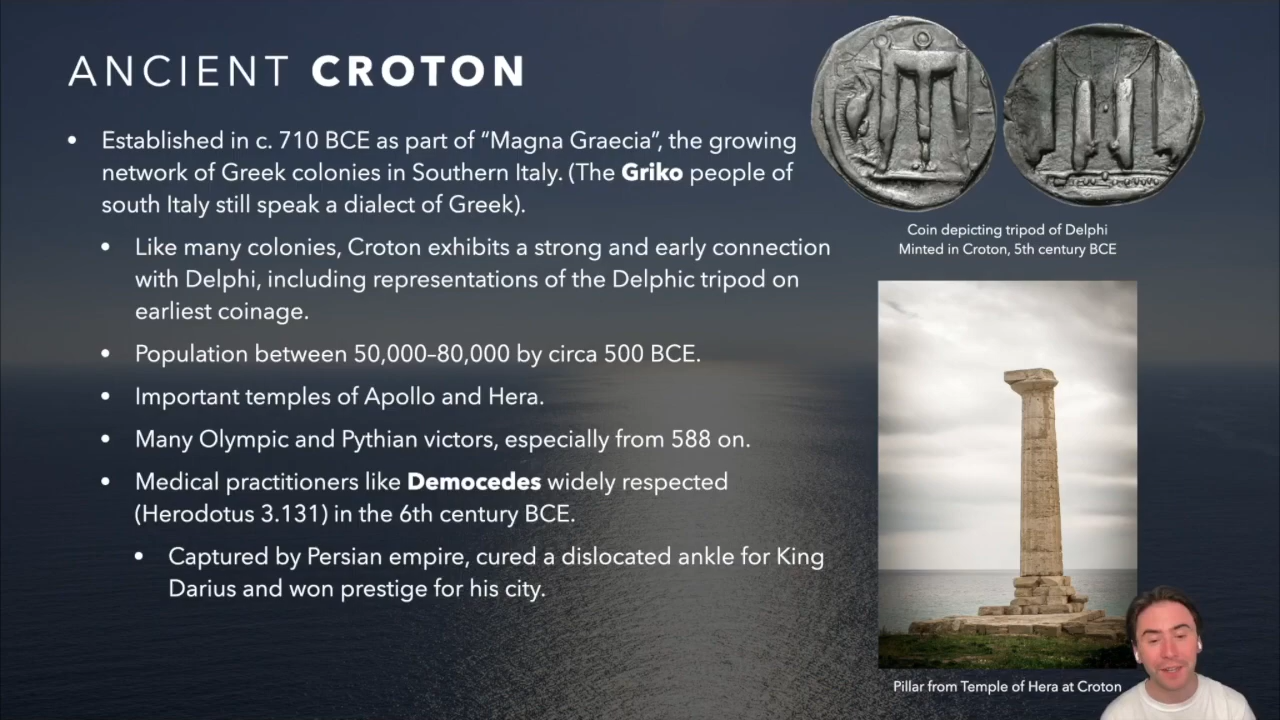 ANCIENT CROTON
• Established in c. 710 BCE as part of “Magna Graecia”, the growing
network of Greek colonies in Southern Italy. (The Griko people of
south Italy still speak a dialect of Greek).
• Like many colonies, Croton exhibits a strong and early connection
with Delphi, including representations of the Delphic tripod on
earliest coinage.
• Population between 50,000–80,000 by circa 500 BCE.
• Important temples of Apollo and Hera.
• Many Olympic and Pythian victors, especially from 588 on.
• Medical practitioners like Democedes widely respected
(Herodotus 3.131) in the 6th century BCE.
• Captured by Persian empire, cured a dislocated ankle for King
Darius and won prestige for his city.
Coin depicting tripod of Delphi
Minted in Croton, 5th century BCE
Pillar from Temple of Hera at Croton